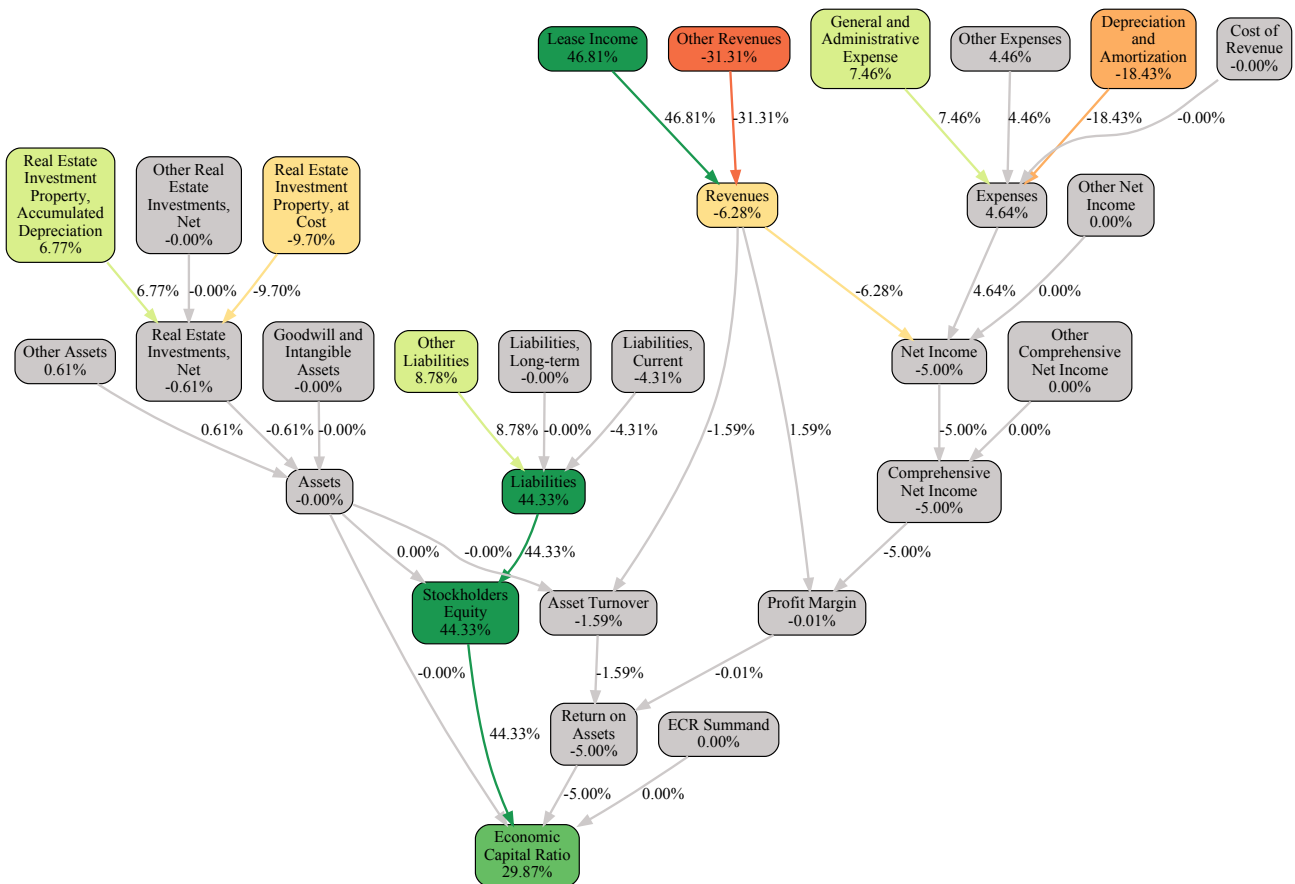 Lease Income
46.81%
Other Revenues
-31.31%
General and
Administrative
Expense
7.46%
Other Expenses
4.46%
Depreciation
and
Amortization
-18.43%
Cost of
Revenue
-0.00%
46.81%
-31.31%
7.46%
4.46%
-18.43%
-0.00%
Real Estate
Investment
Property,
Accumulated
Depreciation
6.77%
Other Real
Estate
Investments,
Net
-0.00%
Real Estate
Investment
Property, at
Cost
-9.70%
Revenues
-6.28%
Expenses
4.64%
Other Net
Income
0.00%
6.77%
-0.00%
-9.70%
-6.28%
4.64%
0.00%
Other Assets
0.61%
Real Estate
Investments,
Net
-0.61%
Goodwill and
Intangible
Assets
-0.00%
Other
Liabilities
8.78%
Liabilities,
Long-term
-0.00%
Liabilities,
Current
-4.31%
Net Income
-5.00%
Other
Comprehensive
Net Income
0.00%
0.61%
-0.61%
-0.00%
8.78%
-0.00%
-4.31%
-1.59%
1.59%
-5.00%
0.00%
Assets
-0.00%
Liabilities
44.33%
Comprehensive
Net Income
-5.00%
0.00%
-0.00%
44.33%
-5.00%
Stockholders
Equity
44.33%
Asset Turnover
-1.59%
Profit Margin
-0.01%
-0.00%
-1.59%
-0.01%
44.33%
Return on
Assets
-5.00%
ECR Summand
0.00%
-5.00%
0.00%
Economic
Capital Ratio
29.87%